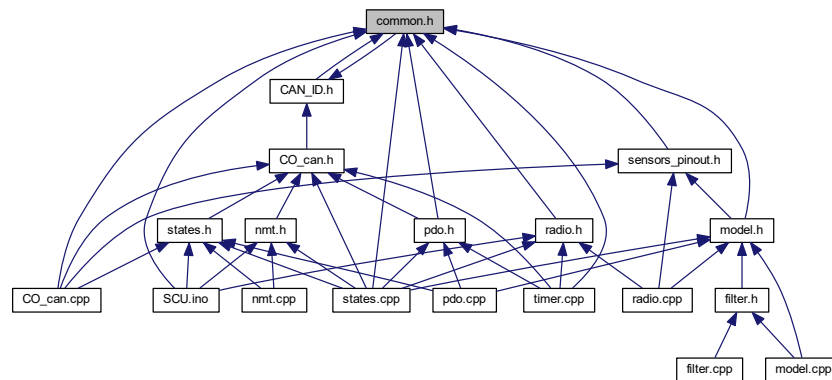 common.h
CAN_ID.h
CO_can.h
sensors_pinout.h
states.h
nmt.h
pdo.h
radio.h
model.h
CO_can.cpp
SCU.ino
nmt.cpp
states.cpp
pdo.cpp
timer.cpp
radio.cpp
filter.h
filter.cpp
model.cpp